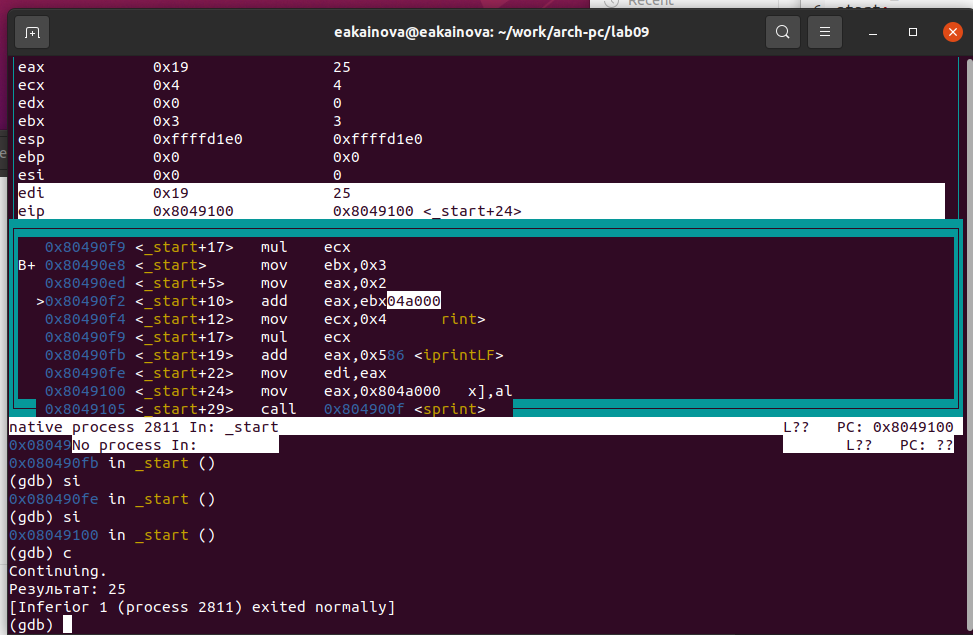 Recent
eakainova@eakainova: ~/work/arch-pc/lab09
eax 0x19 25
ecx 0x4 4
edx 0x0 0
ebx 0x3 3
esp 0xffffd1e0 0xffffd1e0
ebp 0x0 0x0
esi 0x0 0
edi 0x19 25
eip 0x8049100 0x8049100 <_start+24>
0x80490f9 <_start+17> mul ecx
B+ 0x80490e8 <_start> mov ebx,0x3
0x80490ed <_start+5> mov eax,0x2
>0x80490f2 <_start+10> add eax,ebx04a000
0x80490f4 <_start+12> mov ecx,0x4 rint>
0x80490f9 <_start+17> mul ecx
0x80490fb <_start+19> add eax,0x586 <iprintLF>
0x80490fe <_start+22> mov edi,eax
0x8049100 <_start+24> mov eax,0x804a000 x],al
0x8049105 <_start+29> call 0x804900f <sprint>
native process 2811 In: _start L?? PC: 0x8049100
0x08049No process In: L?? PC: ??
0x080490fb in _start ()
(gdb) si
0x080490fe in _start ()
(gdb) si
0x08049100 in _start ()
(gdb) c
Continuing.
Результат: 25
[Inferior 1 (process 2811) exited normally]
(gdb)